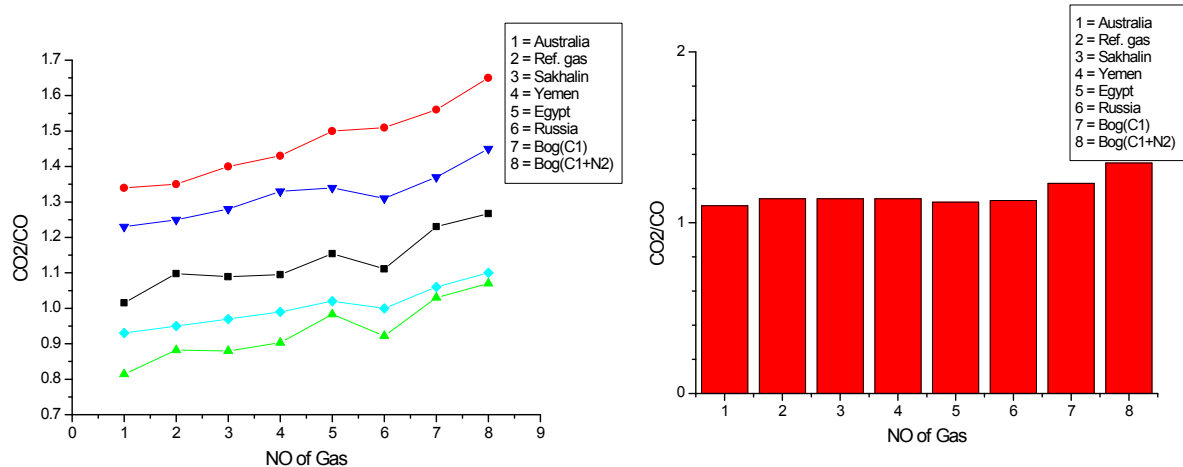 1 = Australia
2 = Ref. gas
3 = Sakhalin
4 = Yemen
5 = Egypt
6 = Russia
7 = Bog(C1)
8 = Bog(C1+N2)
CO2/CO
1.7
1.6
1.5
1.4
1.3
1.2
1.1
1.0
0.9
0.8
0.7
0 1 2 3 4 5 6 7 8 9
NO of Gas
1 = Australia
2 = Ref. gas
3 = Sakhalin
4 = Yemen
5 = Egypt
6 = Russia
7 = Bog(C1)
8 = Bog(C1+N2)
CO2/CO
2
1
0
1 2 3 4 5 6 7 8
NO of Gas